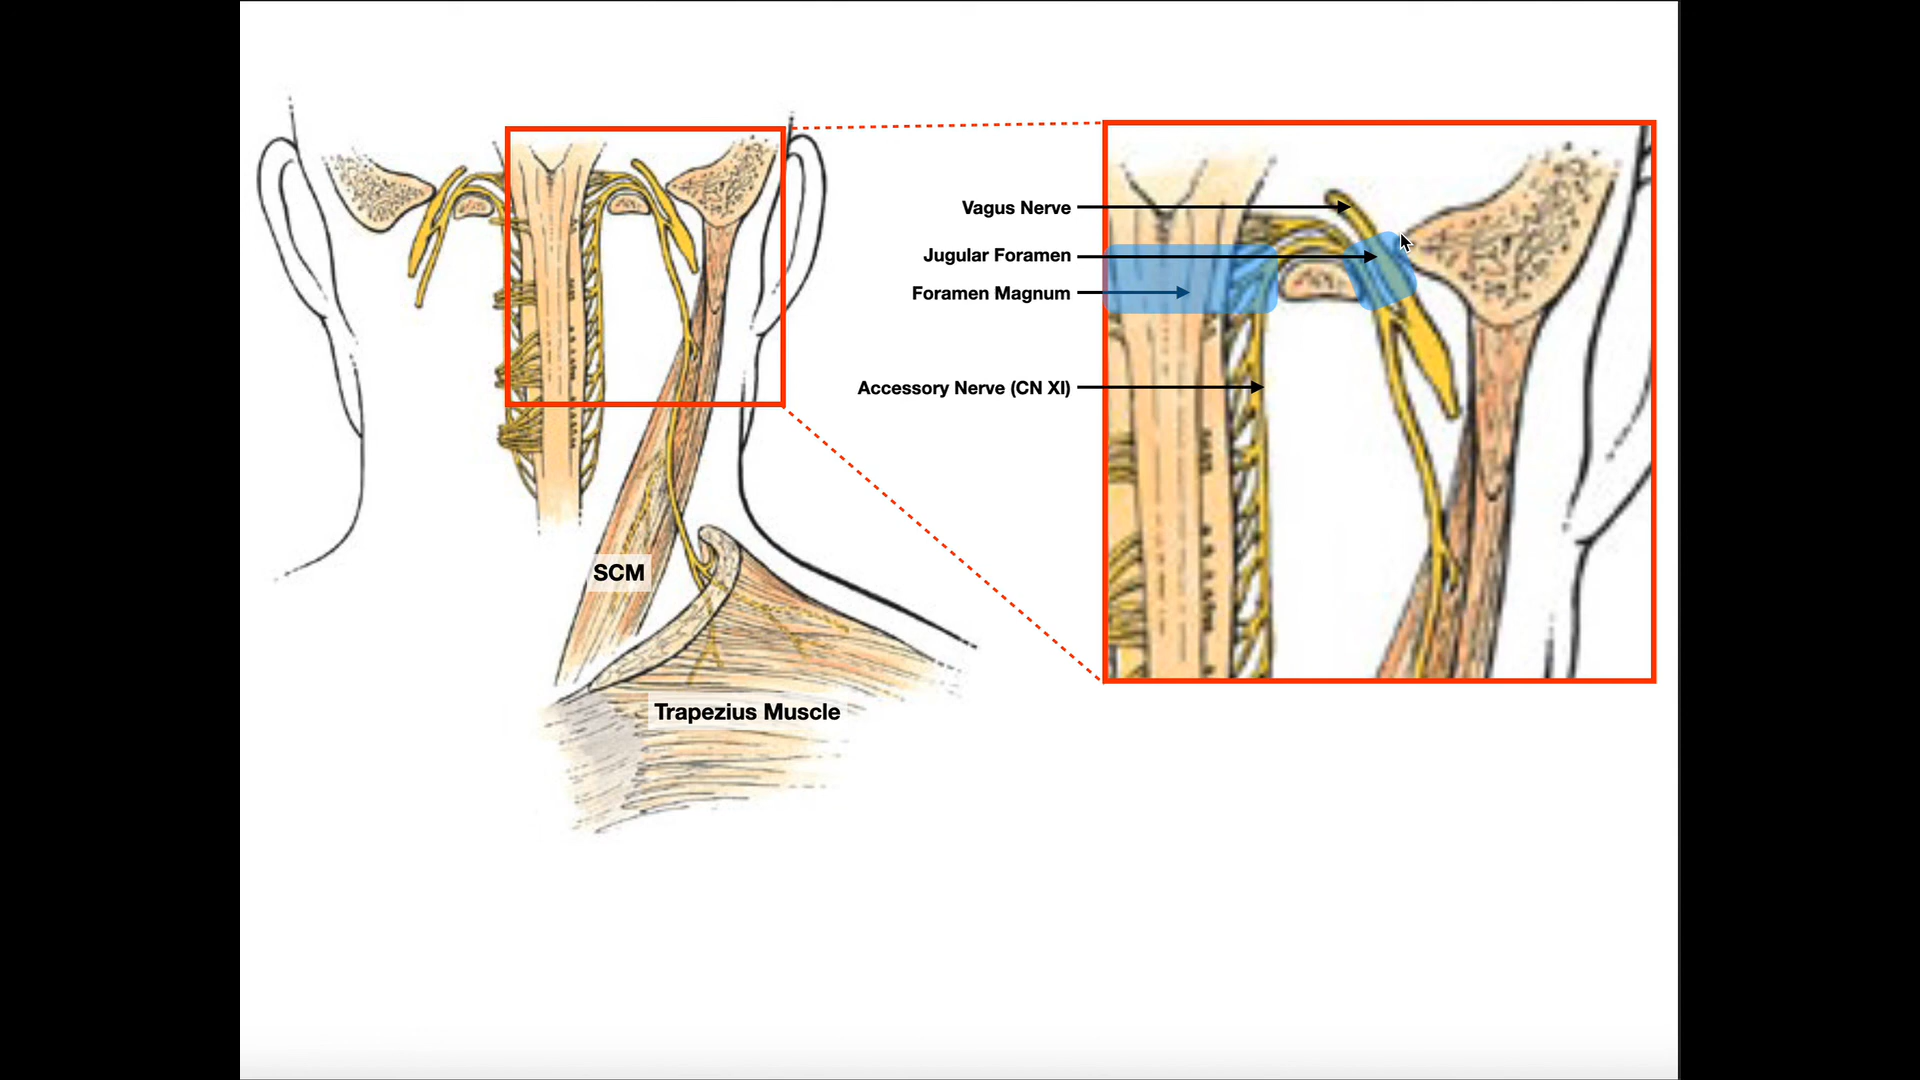 Vagus Nerve
Jugular Foramen
Foramen Magnum
Accessory Nerve (CN XI)
SCM
Trapezius Muscle